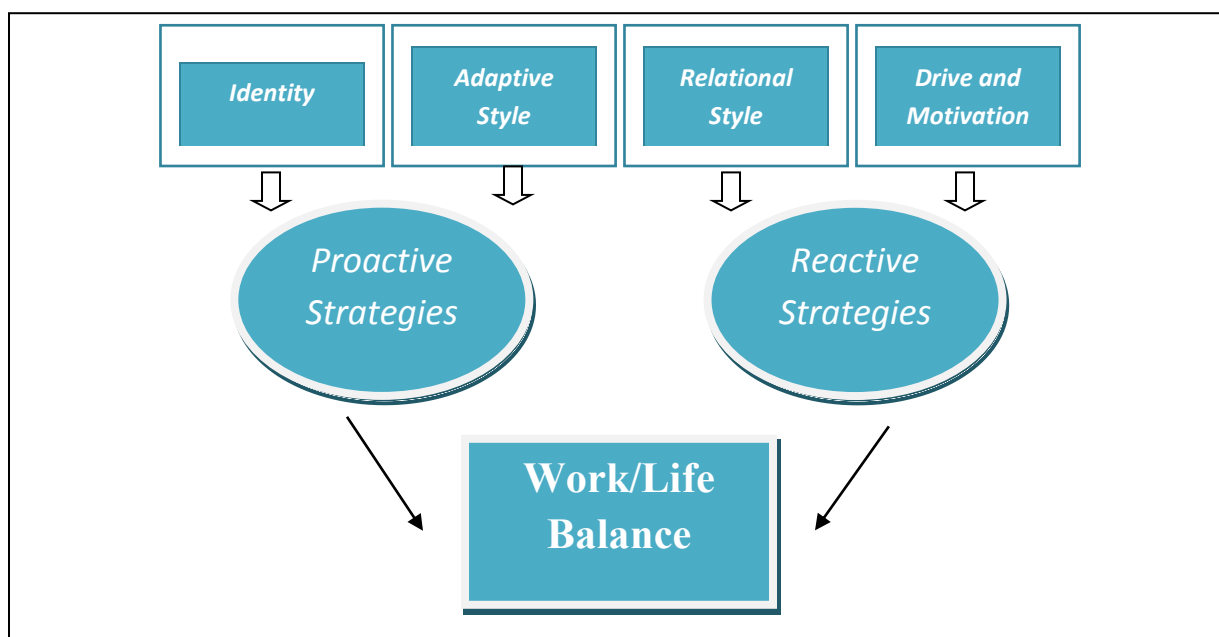 Identity
Adaptive
Style
Relational
Style
Drive and
Motivation
Proactive
Strategies
Reactive
Strategies
Work/Life
Balance